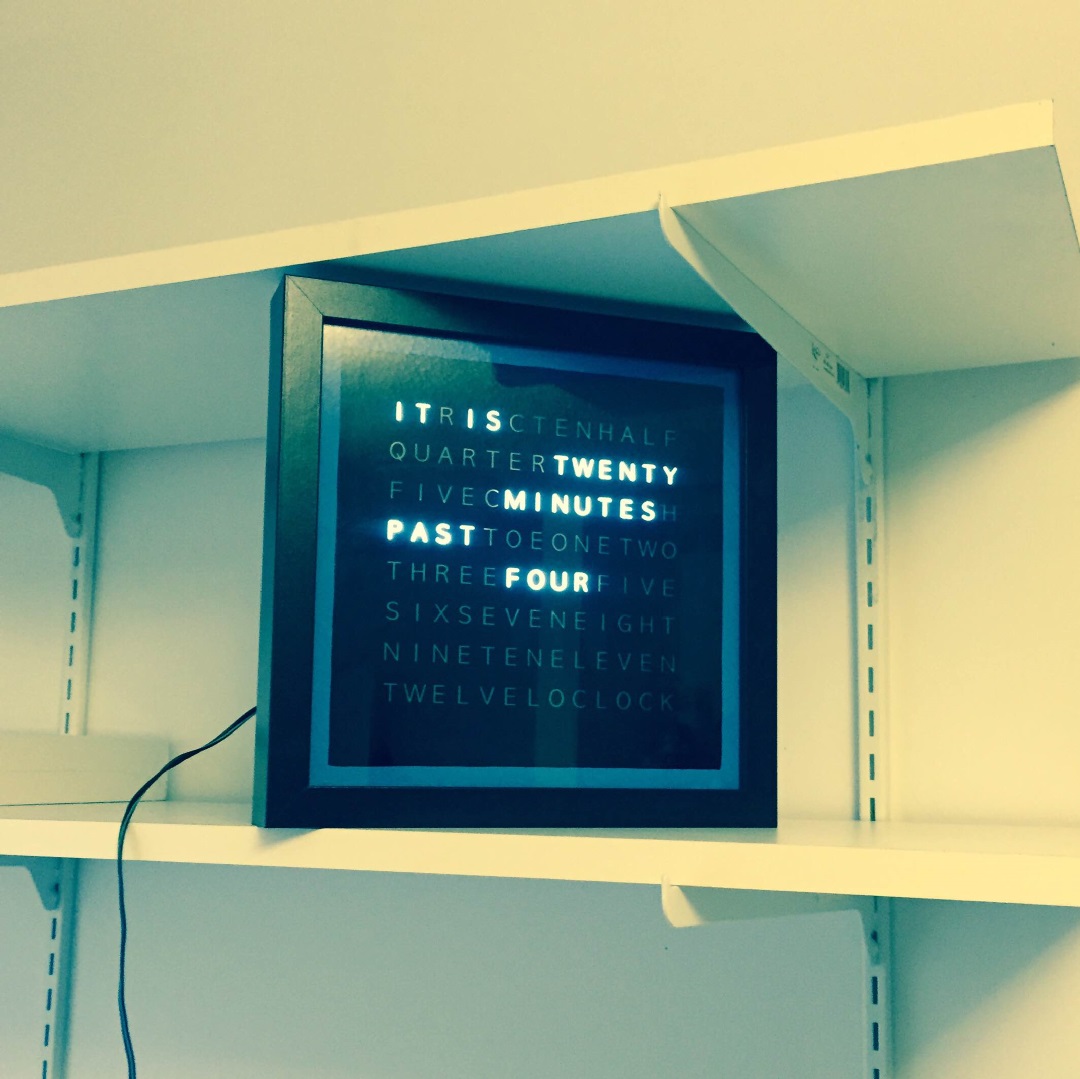 ITRISCTENHALF
QUARTERTWENTY
FIVECMINUTESH
PASTTOEONETWO
THREEFOURFIVE
SIXSEVENEIGHT
NINETENELEVEN
TWELVELOCLOCK